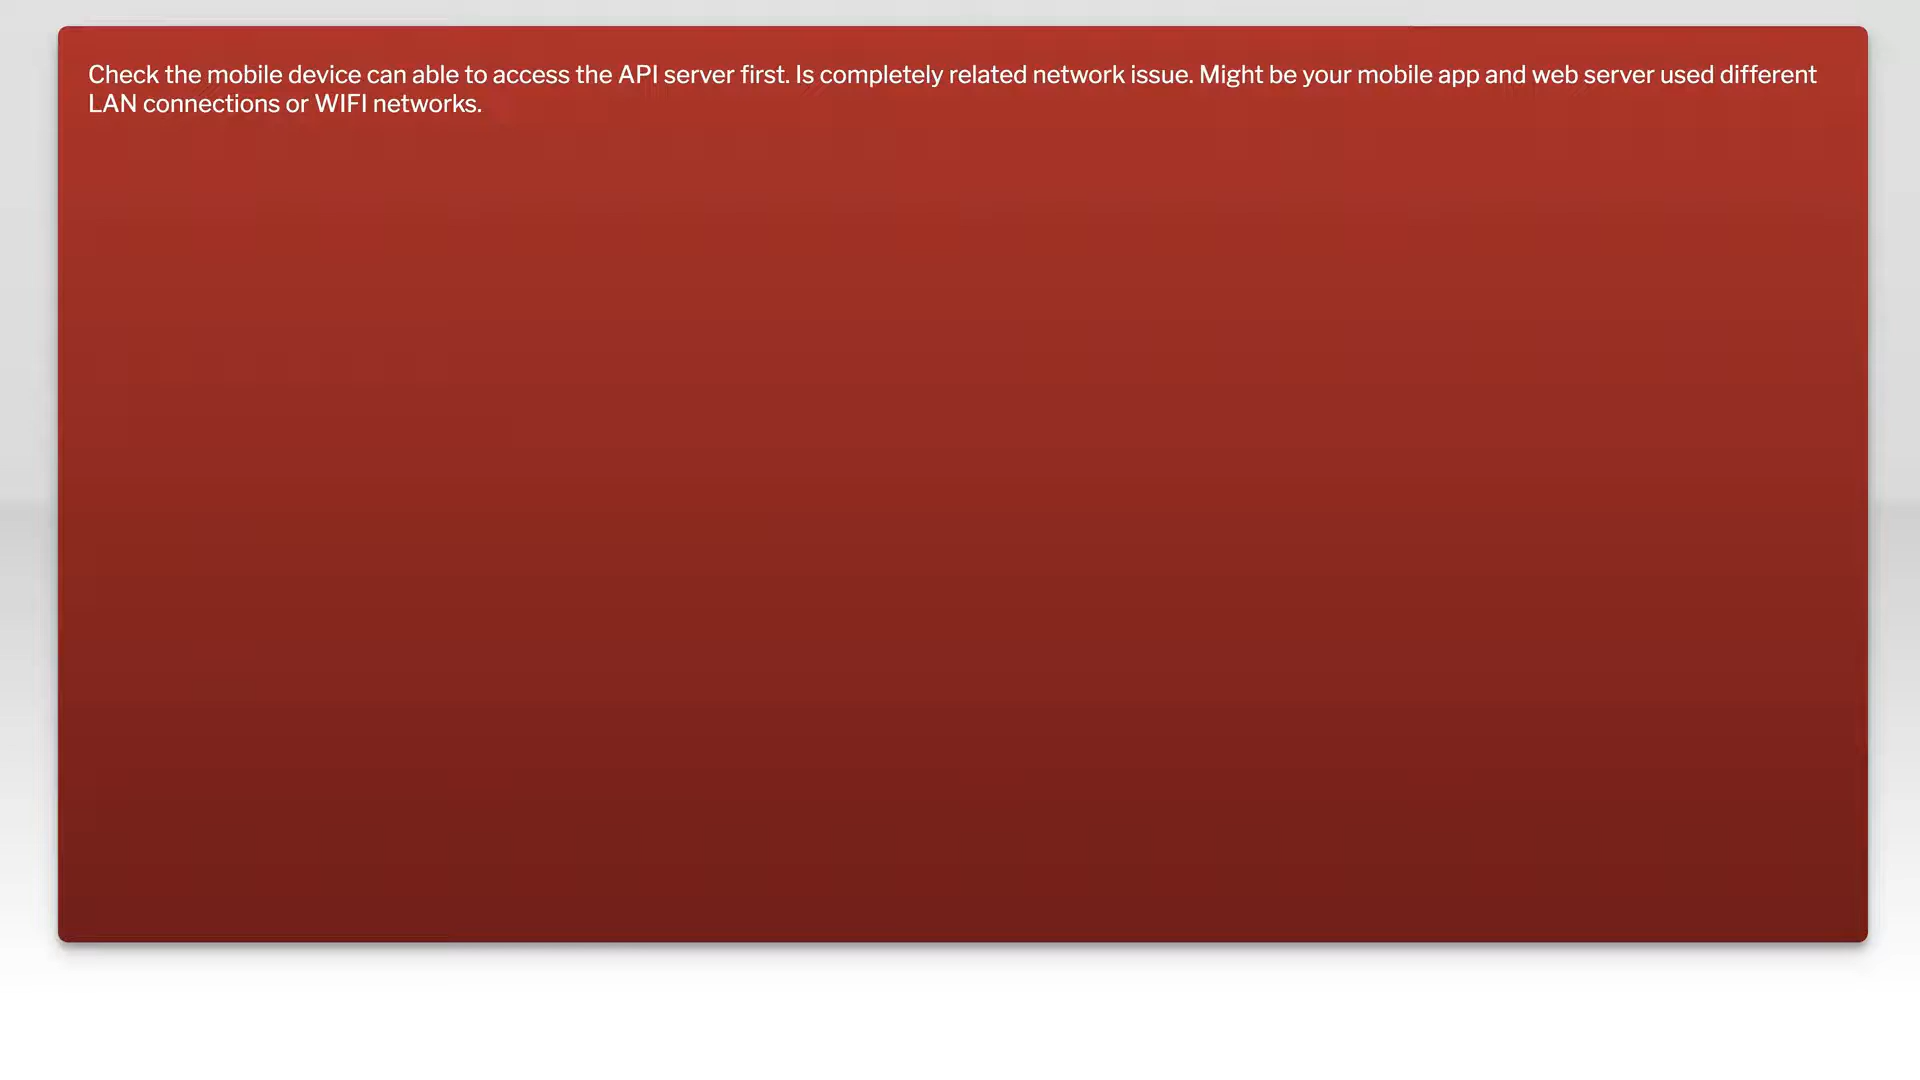 Check the mobile device can able to access the API server first. Is completely related network issue. Might be your mobile app and web server used different
LAN connections or WIFI networks.